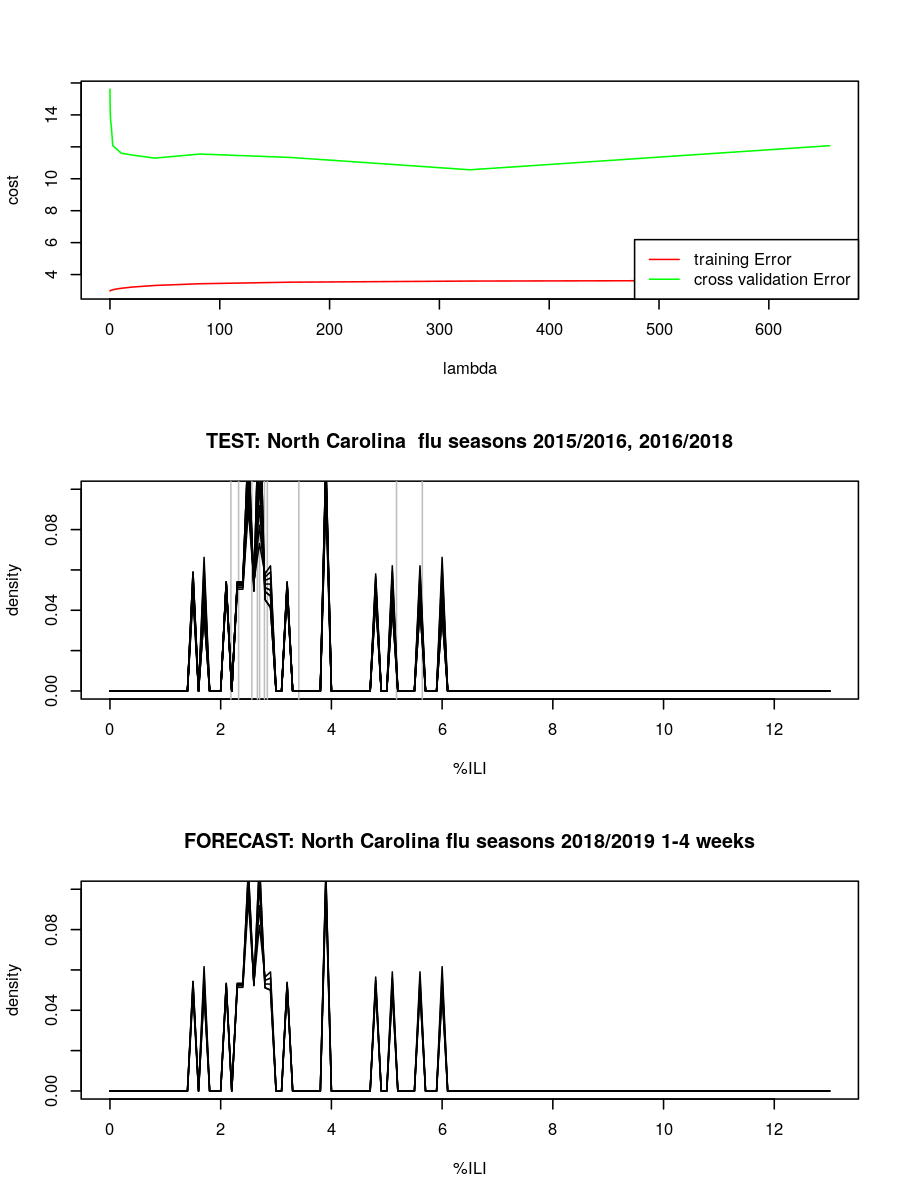 14
10
8
6
4
cost
training Error
cross validation Error
0 100 200 300 400 500 600
lambda
TEST: North Carolina  flu seasons 2015/2016, 2016/2018
0.08
0.04
0.00
density
0 2 4 6 8 10 12
%ILI
FORECAST: North Carolina flu seasons 2018/2019 1-4 weeks
0.08
0.04
0.00
density
0 2 4 6 8 10 12
%ILI